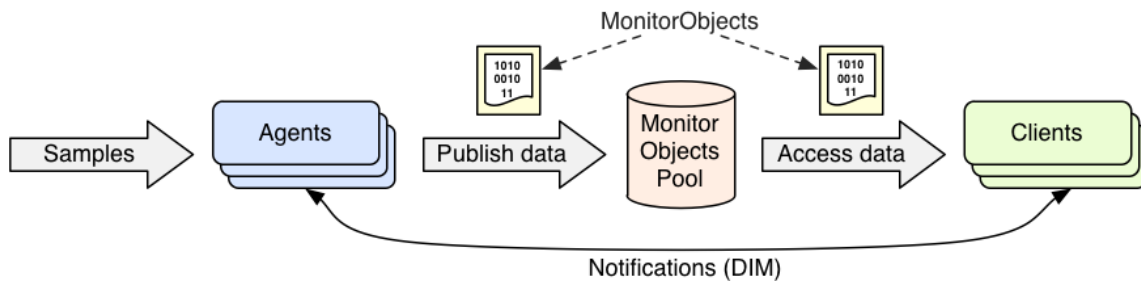 MonitorObjects
1010
0010
11
1010
0010
11
Samples
Agents
Publish data
Monitor
Objects
Pool
Access data
Clients
Notifications (DIM)